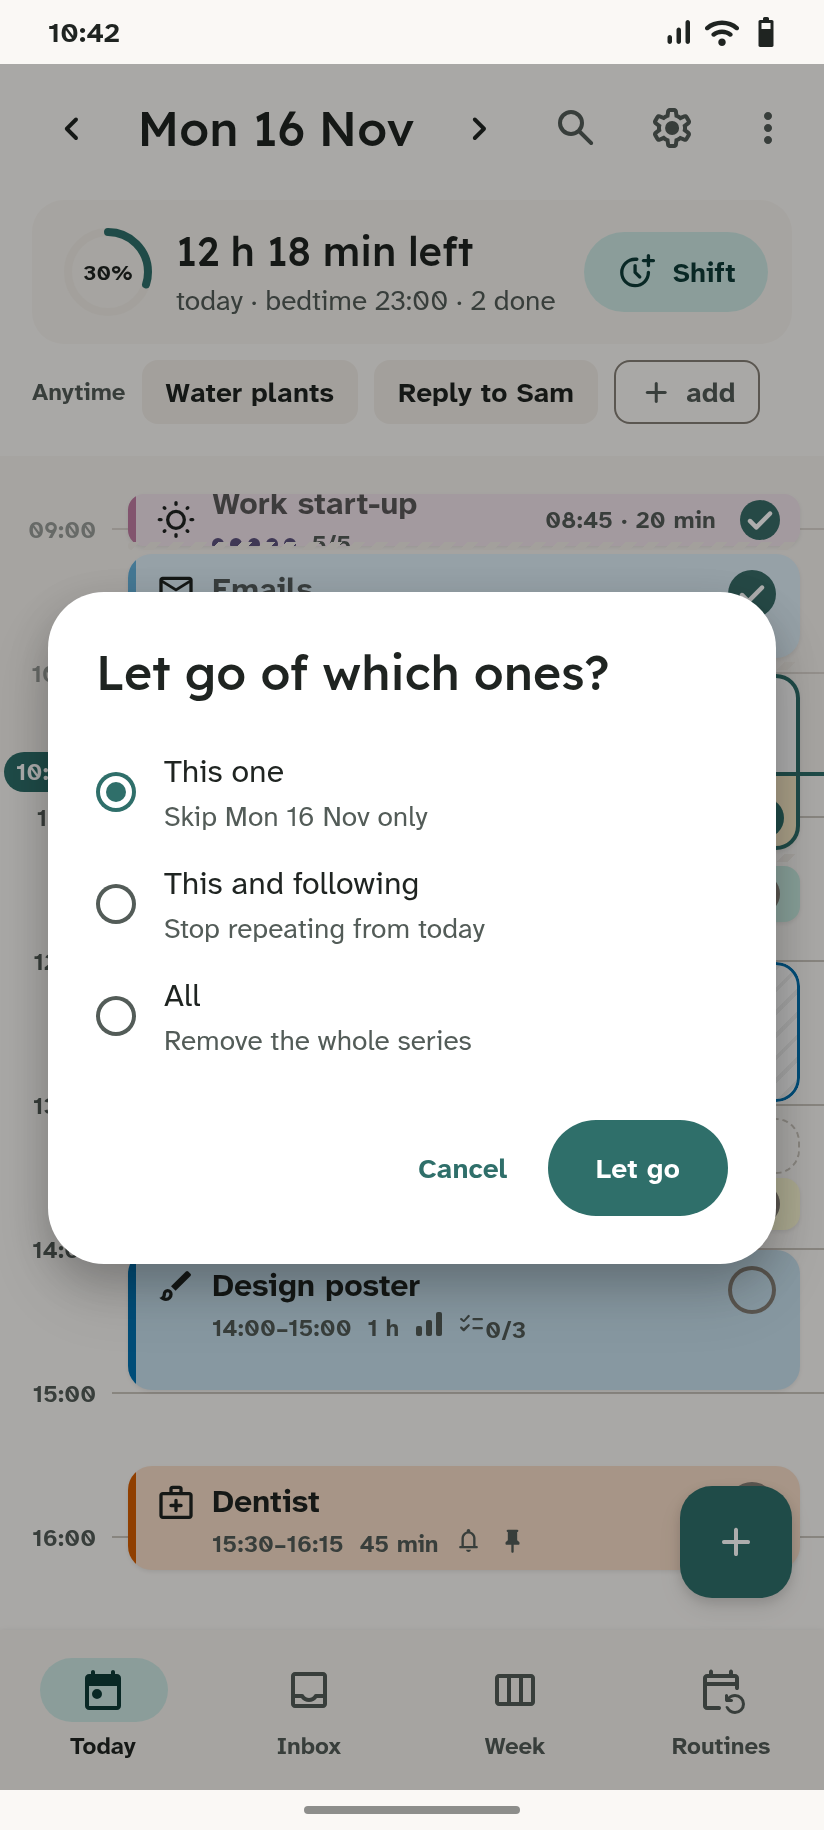 10:42
Mon 16 Nov
30%
12 h 18 min left
today · bedtime 23:00 · 2 done
Shift
Anytime
Water plants
Reply to Sam
add
09:00
Work start-up
5/5
08:45 · 20 min
Emails
Let go of which ones?
This one
Skip Mon 16 Nov only
This and following
Stop repeating from today
All
Remove the whole series
Cancel
Let go
Design poster
14:00–15:00 1 h 0/3
15:00
Dentist
15:30–16:15 45 min
16:00
Today
Inbox
Week
Routines